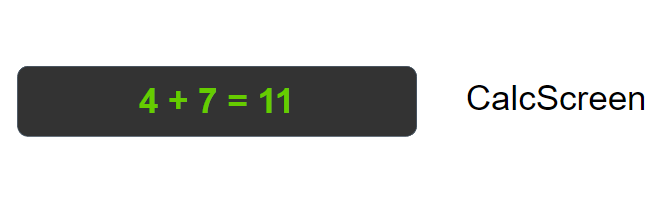 4 + 7 = 11
CalcScreen